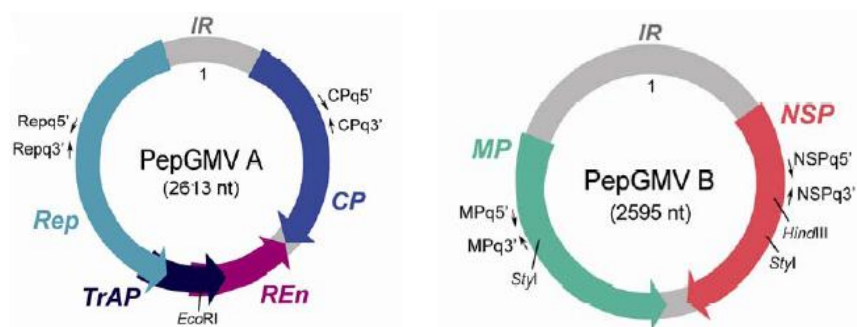 IR
1
Repq5'
Repq3'
CPq5'
CPq3'
PepGMV A
(2613 nt)
Rep
CP
TrAP
REn
EcoRI
IR
1
MP
NSP
NSPq5'
NSPq3'
PepGMV B
(2595 nt)
MPq5'
MPq3'
HindIII
StyI
StyI